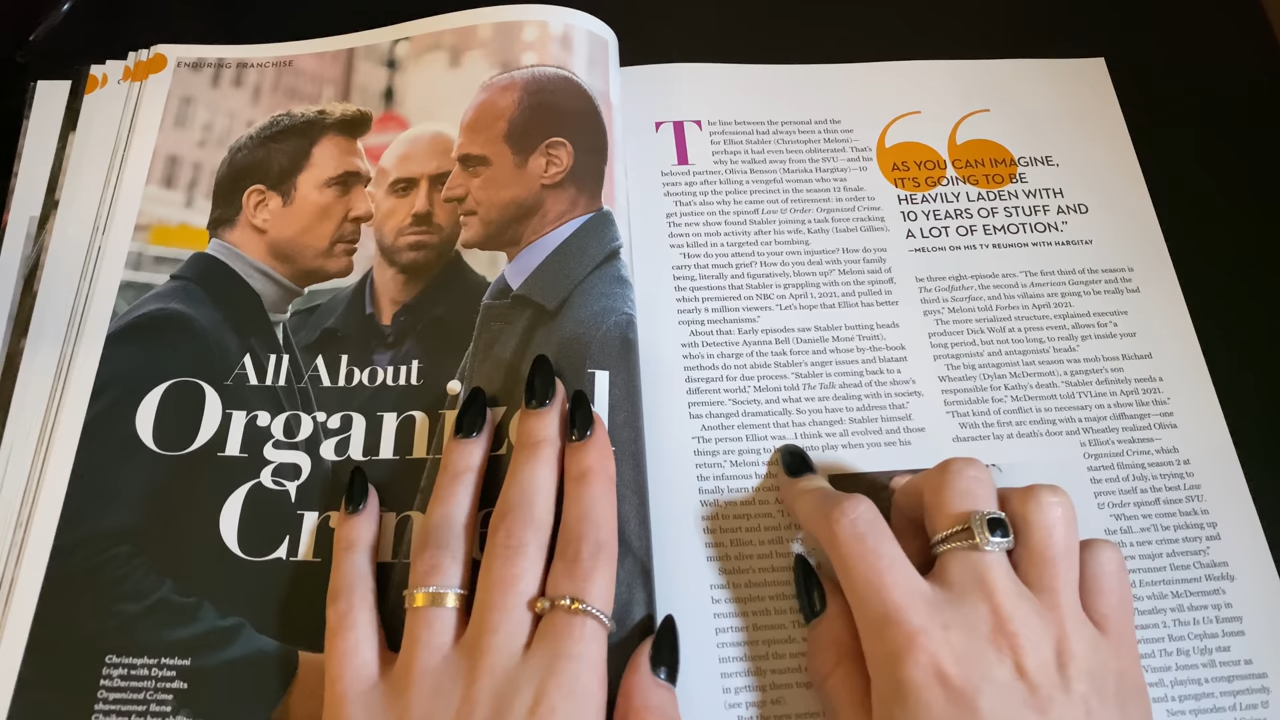 ENDURING FRANCHISE
All About
Organized
Crime
Christopher Meloni
(right with Dylan
McDermott) credits
Organized Crime
showrunner Ilene
Chaiken for her ability
The line between the personal and the
professional had always been a thin one
for Elliot Stabler (Christopher Meloni)—
perhaps it had even been obliterated. That's
why he walked away from the SVU—and his
beloved partner, Olivia Benson (Mariska Hargitay)—10
years ago after killing a vengeful woman who was
shooting up the police precinct in the season 12 finale.
That's also why he came out of retirement: in order to
get justice on the spinoff Law & Order: Organized Crime.
The new show found Stabler joining a task force cracking
down on mob activity after his wife, Kathy (Isabel Gillies),
was killed in a targeted car bombing.
"How do you attend to your own injustice? How do you
carry that much grief? How do you deal with your family
being, literally and figuratively, blown up?" Meloni said of
the questions that Stabler is grappling with on the spinoff,
which premiered on NBC on April 1, 2021, and pulled in
nearly 8 million viewers. "Let's hope that Elliot has better
coping mechanisms."
About that: Early episodes saw Stabler butting heads
with Detective Ayanna Bell (Danielle Moné Truitt),
who's in charge of the task force and whose by-the-book
methods do not abide Stabler's anger issues and blatant
disregard for due process. "Stabler is coming back to a
different world," Meloni told The Talk ahead of the show's
premiere. "Society, and what we are dealing with in society,
has changed dramatically. So you have to address that."
Another element that has changed: Stabler himself.
"The person Elliot was...I think we all evolved and those
things are going to be into play when you see his
return," Meloni said
the infamous
finally learn to
Well, yes and no.
said to aarp.com, "I
the heart and soul of
man, Elliot, is still very
much alive and
Stabler's
road to absolution
be complete
reunion with his
partner Benson.
crossover episode,
introduced the new
mercifully
in getting them
(see page 46).
But the new series
“AS YOU CAN IMAGINE,
IT'S GOING TO BE
HEAVILY LADEN WITH
10 YEARS OF STUFF AND
A LOT OF EMOTION.”
—MELONI ON HIS TV REUNION WITH HARGITAY
be three eight-episode arcs. "The first third of the season is
The Godfather, the second is American Gangster and the
third is Scarface, and his villains are going to be really bad
guys," Meloni told Forbes in April 2021.
The more serialized structure, explained executive
producer Dick Wolf at a press event, allows for "a
long period, but not too long, to really get inside your
protagonists' and antagonists' heads."
The big antagonist last season was mob boss Richard
Wheatley (Dylan McDermott), a gangster's son
responsible for Kathy's death. "Stabler definitely needs a
formidable foe," McDermott told TVLine in April 2021.
"That kind of conflict is so necessary on a show like this."
With the first arc ending with a major cliffhanger—one
character lay at death's door and Wheatley realized Olivia
is Elliot's weakness—
Organized Crime, which
started filming season 2 at
the end of July, is trying to
prove itself as the best Law
& Order spinoff since SVU.
"When we come back in
the fall...we'll be picking up
with a new crime story and
new major adversary,"
showrunner Ilene Chaiken
Entertainment Weekly.
So while McDermott's
Wheatley will show up in
season 2, This Is Us Emmy
winner Ron Cephas Jones
and The Big Ugly star
Vinnie Jones will recur as
well, playing a congressman
and a gangster, respectively.
New episodes of Law &